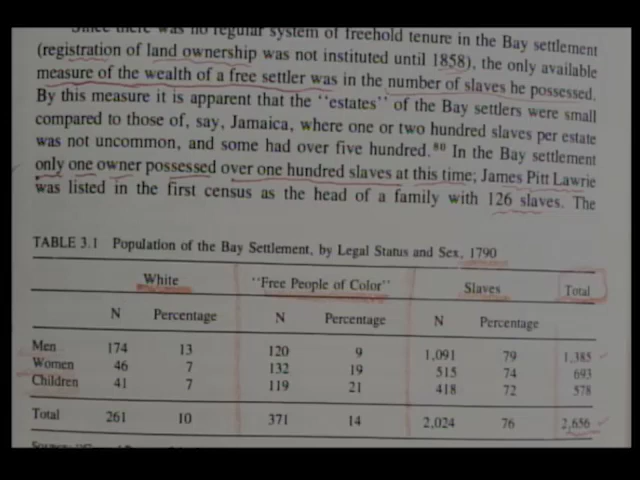 Since there was no regular system of freehold tenure in the Bay settlement
(registration of land ownership was not instituted until 1858), the only available
measure of the wealth of a free settler was in the number of slaves he possessed.
By this measure it is apparent that the "estates" of the Bay settlers were small
compared to those of, say, Jamaica, where one or two hundred slaves per estate
was not uncommon, and some had over five hundred.⁸⁰ In the Bay settlement
only one owner possessed over one hundred slaves at this time; James Pitt Lawrie
was listed in the first census as the head of a family with 126 slaves. The
TABLE 3.1 Population of the Bay Settlement, by Legal Status and Sex, 1790
White "Free People of Color" Slaves Total
N Percentage N Percentage N Percentage
Men 174 13 120 9 1,091 79 1,385
Women 46 7 132 19 515 74 693
Children 41 7 119 21 418 72 578
Total 261 10 371 14 2,024 76 2,656